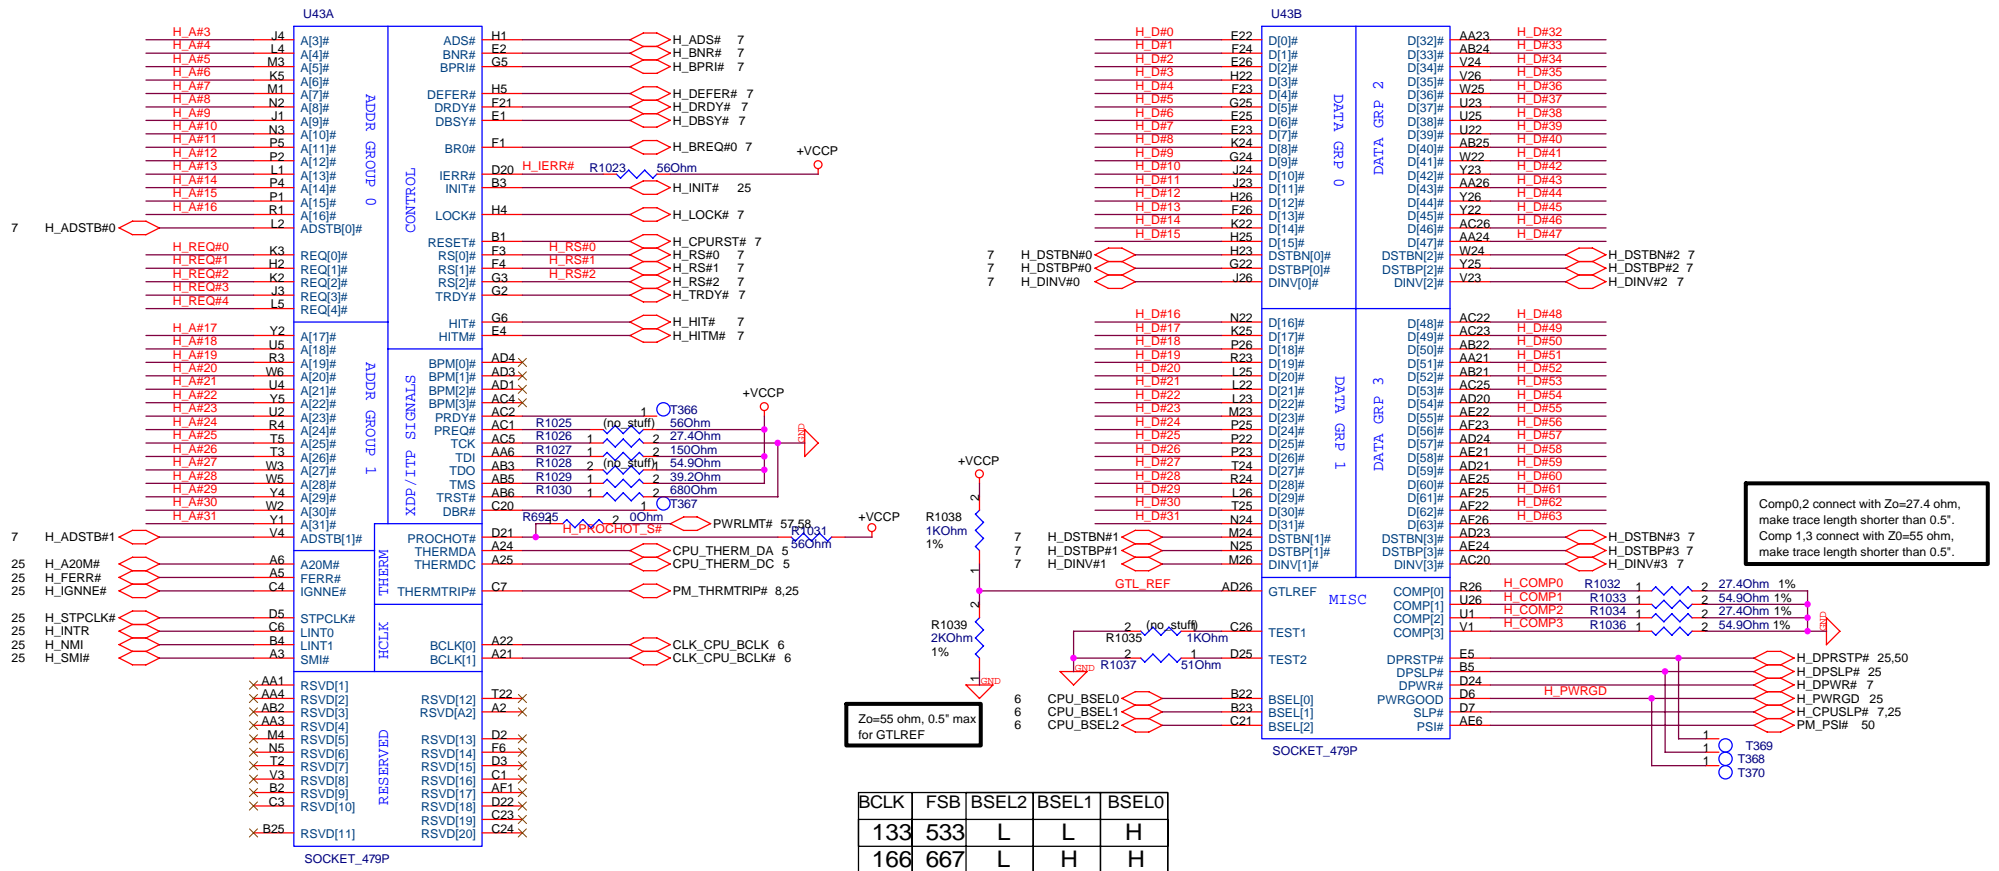 U43A
H_A#3 J4 A[3]# ADS# H1 H_ADS# 7
H_A#4 L4 A[4]# BNR# E2 H_BNR# 7
H_A#5 M3 A[5]# BPRI# G5 H_BPRI# 7
H_A#6 K5 A[6]#
H_A#7 M1 A[7]# DEFER# H5 H_DEFER# 7
H_A#8 N2 A[8]# DRDY# F21 H_DRDY# 7
H_A#9 J1 A[9]# DBSY# E1 H_DBSY# 7
H_A#10 N3 A[10]#
H_A#11 P5 A[11]# BR0# F1 H_BREQ#0 7
H_A#12 P2 A[12]#
H_A#13 L1 A[13]# IERR# D20 H_IERR# R1023 56Ohm +VCCP
H_A#14 P4 A[14]# INIT# B3 H_INIT# 25
H_A#15 P1 A[15]#
H_A#16 R1 A[16]# LOCK# H4 H_LOCK# 7
7 H_ADSTB#0 L2 ADSTB[0]#
RESET# B1 H_CPURST# 7
H_REQ#0 K3 REQ[0]# RS[0]# F3 H_RS#0 H_RS#0 7
H_REQ#1 H2 REQ[1]# RS[1]# F4 H_RS#1 H_RS#1 7
H_REQ#2 K2 REQ[2]# RS[2]# G3 H_RS#2 H_RS#2 7
H_REQ#3 J3 REQ[3]# TRDY# G2 H_TRDY# 7
H_REQ#4 L5 REQ[4]#
HIT# G6 H_HIT# 7
H_A#17 Y2 A[17]# HITM# E4 H_HITM# 7
H_A#18 U5 A[18]#
H_A#19 R3 A[19]# BPM[0]# AD4
H_A#20 W6 A[20]# BPM[1]# AD3
H_A#21 U4 A[21]# BPM[2]# AD1
H_A#22 Y5 A[22]# BPM[3]# AC4
H_A#23 U2 A[23]# PRDY# AC2 1 T366
H_A#24 R4 A[24]# PREQ# AC1 R1025 (no_stuff) 56Ohm +VCCP
H_A#25 T5 A[25]# TCK AC5 R1026 1 2 27.4Ohm GND
H_A#26 T3 A[26]# TDI AA6 R1027 1 2 150Ohm
H_A#27 W3 A[27]# TDO AB3 R1028 2 (no_stuff) 1 54.9Ohm
H_A#28 W5 A[28]# TMS AB5 R1029 1 2 39.2Ohm
H_A#29 Y4 A[29]# TRST# AB6 R1030 1 2 680Ohm
H_A#30 W2 A[30]# DBR# C20 1 T367
H_A#31 Y1 A[31]# R6925 1 2 0Ohm PWRLMT# 57,58
7 H_ADSTB#1 V4 ADSTB[1]# PROCHOT# D21 H_PROCHOT_S# R1031 56Ohm +VCCP
THERMDA A24 CPU_THERM_DA 5
25 H_A20M# A6 A20M# THERMDC A25 CPU_THERM_DC 5
25 H_FERR# A5 FERR#
25 H_IGNNE# C4 IGNNE# THERMTRIP# C7 PM_THRMTRIP# 8,25
25 H_STPCLK# D5 STPCLK#
25 H_INTR C6 LINT0
25 H_NMI B4 LINT1 BCLK[0] A22 CLK_CPU_BCLK 6
25 H_SMI# A3 SMI# BCLK[1] A21 CLK_CPU_BCLK# 6
AA1 RSVD[1]
AA4 RSVD[2] RSVD[12] T22
AB2 RSVD[3] RSVD[A2] A2
AA3 RSVD[4]
M4 RSVD[5] RSVD[13] D2
N5 RSVD[6] RSVD[14] F6
T2 RSVD[7] RSVD[15] D3
V3 RSVD[8] RSVD[16] C1
B2 RSVD[9] RSVD[17] AF1
C3 RSVD[10] RSVD[18] D22
RSVD[19] C23
B25 RSVD[11] RSVD[20] C24
ADDR GROUP 0
ADDR GROUP 1
CONTROL
XDP/ITP SIGNALS
THERM
HCLK
RESERVED
SOCKET_479P
U43B
H_D#0 E22 D[0]# D[32]# AA23 H_D#32
H_D#1 F24 D[1]# D[33]# AB24 H_D#33
H_D#2 E26 D[2]# D[34]# V24 H_D#34
H_D#3 H22 D[3]# D[35]# V26 H_D#35
H_D#4 F23 D[4]# D[36]# W25 H_D#36
H_D#5 G25 D[5]# D[37]# U23 H_D#37
H_D#6 E25 D[6]# D[38]# U25 H_D#38
H_D#7 E23 D[7]# D[39]# U22 H_D#39
H_D#8 K24 D[8]# D[40]# AB25 H_D#40
H_D#9 G24 D[9]# D[41]# W22 H_D#41
H_D#10 J24 D[10]# D[42]# Y23 H_D#42
H_D#11 J23 D[11]# D[43]# AA26 H_D#43
H_D#12 H26 D[12]# D[44]# Y26 H_D#44
H_D#13 F26 D[13]# D[45]# Y22 H_D#45
H_D#14 K22 D[14]# D[46]# AC26 H_D#46
H_D#15 H25 D[15]# D[47]# AA24 H_D#47
7 H_DSTBN#0 H23 DSTBN[0]# DSTBN[2]# W24 H_DSTBN#2 7
7 H_DSTBP#0 G22 DSTBP[0]# DSTBP[2]# Y25 H_DSTBP#2 7
7 H_DINV#0 J26 DINV[0]# DINV[2]# V23 H_DINV#2 7
H_D#16 N22 D[16]# D[48]# AC22 H_D#48
H_D#17 K25 D[17]# D[49]# AC23 H_D#49
H_D#18 P26 D[18]# D[50]# AB22 H_D#50
H_D#19 R23 D[19]# D[51]# AA21 H_D#51
H_D#20 L25 D[20]# D[52]# AB21 H_D#52
H_D#21 L22 D[21]# D[53]# AC25 H_D#53
H_D#22 L23 D[22]# D[54]# AD20 H_D#54
H_D#23 M23 D[23]# D[55]# AE22 H_D#55
H_D#24 P25 D[24]# D[56]# AF23 H_D#56
H_D#25 P22 D[25]# D[57]# AD24 H_D#57
H_D#26 P23 D[26]# D[58]# AE21 H_D#58
H_D#27 T24 D[27]# D[59]# AD21 H_D#59
H_D#28 R24 D[28]# D[60]# AE25 H_D#60
H_D#29 L26 D[29]# D[61]# AF25 H_D#61
H_D#30 T25 D[30]# D[62]# AF22 H_D#62
H_D#31 N24 D[31]# D[63]# AF26 H_D#63
7 H_DSTBN#1 M24 DSTBN[1]# DSTBN[3]# AD23 H_DSTBN#3 7
7 H_DSTBP#1 N25 DSTBP[1]# DSTBP[3]# AE24 H_DSTBP#3 7
7 H_DINV#1 M26 DINV[1]# DINV[3]# AC20 H_DINV#3 7
GTL_REF AD26 GTLREF COMP[0] R26 H_COMP0 R1032 1 2 27.4Ohm 1%
COMP[1] U26 H_COMP1 R1033 1 2 54.9Ohm 1%
COMP[2] U1 H_COMP2 R1034 1 2 27.4Ohm 1%
COMP[3] V1 H_COMP3 R1036 1 2 54.9Ohm 1%
GND
2 (no_stuff) 1 C26 TEST1
R1035 1KOhm
2 1 D25 TEST2 DPRSTP# E5 H_DPRSTP# 25,50
R1037 51Ohm DPSLP# B5 H_DPSLP# 25
GND DPWR# D24 H_DPWR# 7
6 CPU_BSEL0 B22 BSEL[0] PWRGOOD D6 H_PWRGD H_PWRGD 25
6 CPU_BSEL1 B23 BSEL[1] SLP# D7 H_CPUSLP# 7,25
6 CPU_BSEL2 C21 BSEL[2] PSI# AE6 PM_PSI# 50
1 T369
1 T368
1 T370
DATA GRP 0
DATA GRP 2
DATA GRP 1
DATA GRP 3
MISC
SOCKET_479P
+VCCP
2
R1038
1KOhm
1%
1
2
R1039
2KOhm
1%
1
GND
Zo=55 ohm, 0.5" max
for GTLREF
Comp0,2 connect with Zo=27.4 ohm,
make trace length shorter than 0.5".
Comp 1,3 connect with Z0=55 ohm,
make trace length shorter than 0.5".
BCLK FSB BSEL2 BSEL1 BSEL0
133 533 L L H
166 667 L H H